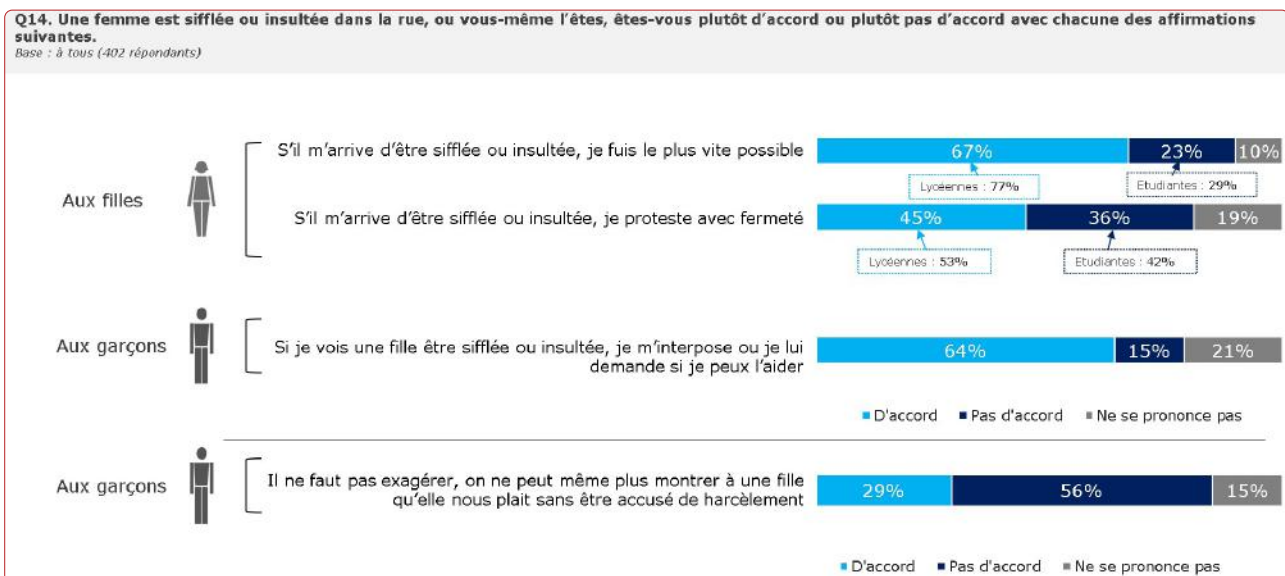 Q14. Une femme est sifflée ou insultée dans la rue, ou vous-même l'êtes, êtes-vous plutôt d'accord ou plutôt pas d'accord avec chacune des affirmations
suivantes.
Base : à tous (402 répondants)
S'il m'arrive d'être sifflée ou insultée, je fuis le plus vite possible
67% 23% 10%
Aux filles
Lycéennes : 77% Etudiantes : 29%
S'il m'arrive d'être sifflée ou insultée, je proteste avec fermeté
45% 36% 19%
Lycéennes : 53% Etudiantes : 42%
Aux garçons
Si je vois une fille être sifflée ou insultée, je m'interpose ou je lui
demande si je peux l'aider
64% 15% 21%
D'accord Pas d'accord Ne se prononce pas
Aux garçons
Il ne faut pas exagérer, on ne peut même plus montrer à une fille
qu'elle nous plait sans être accusé de harcèlement
29% 56% 15%
D'accord Pas d'accord Ne se prononce pas